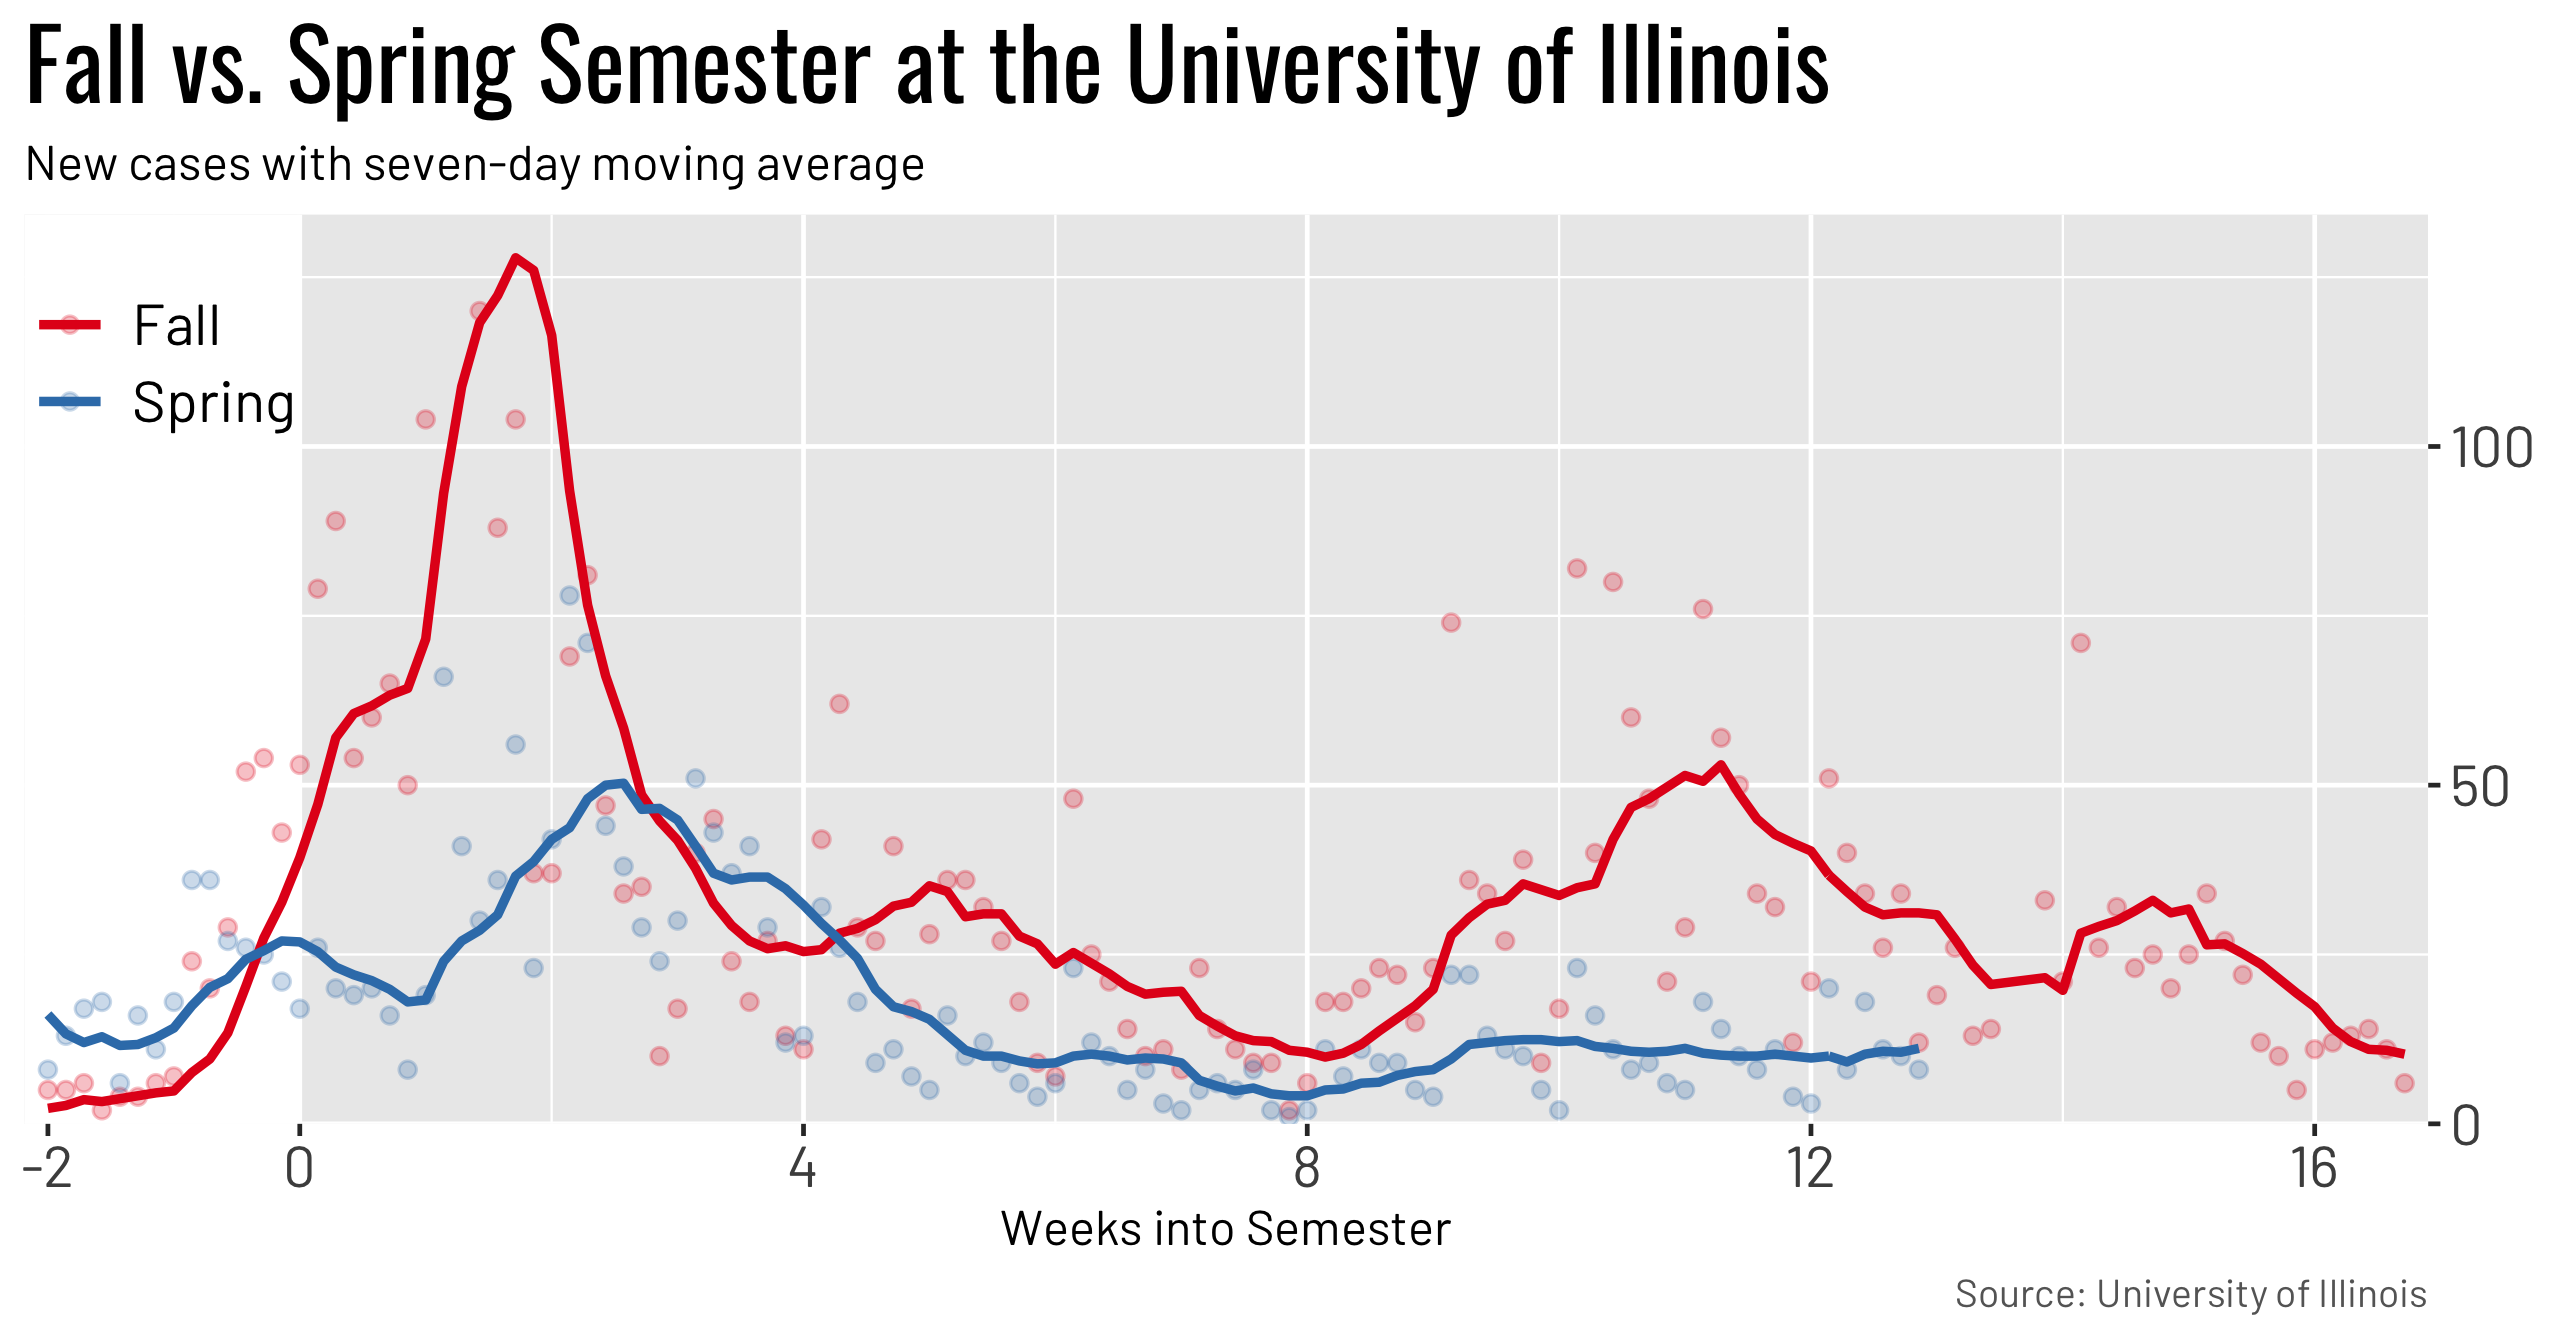 Fall vs. Spring Semester at the University of Illinois
New cases with seven-day moving average
Fall
Spring
100
50
0
-2 0 4 8 12 16
Weeks into Semester
Source: University of Illinois